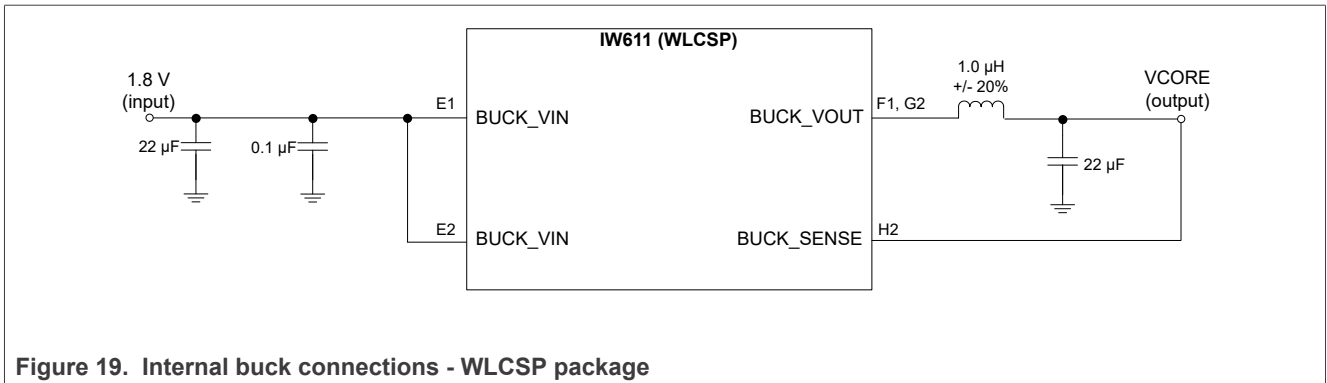 IW611 (WLCSP)
1.8 V
(input)
22 µF
0.1 µF
E1
BUCK_VIN
E2
BUCK_VIN
BUCK_VOUT
F1, G2
BUCK_SENSE
H2
1.0 µH
+/- 20%
22 µF
VCORE
(output)
Figure 19. Internal buck connections - WLCSP package